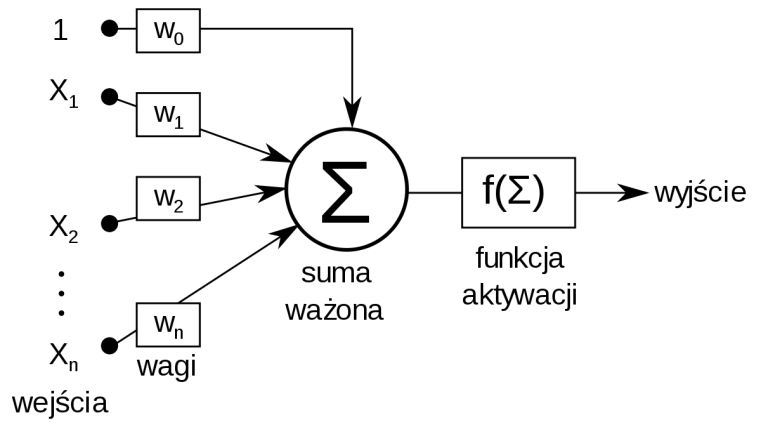 1
w₀
X₁
w₁
X₂
w₂
Xₙ
wₙ
wagi
wejścia
Σ
suma
ważona
f(Σ)
funkcja
aktywacji
wyjście